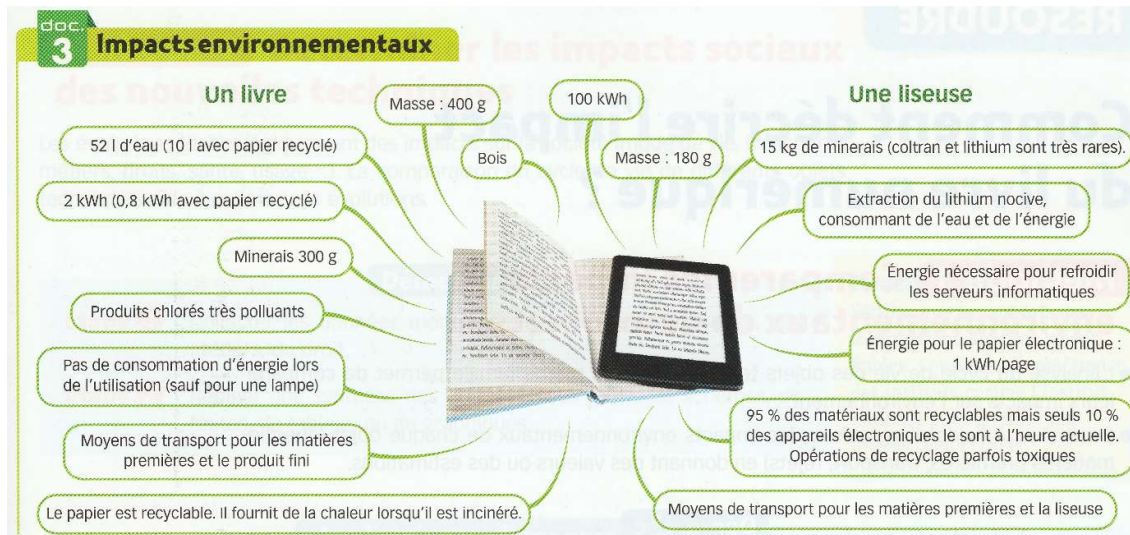 doc.
3
Impacts environnementaux
Un livre
Masse : 400 g
52 l d'eau (10 l avec papier recyclé)
Bois
2 kWh (0,8 kWh avec papier recyclé)
Minerais 300 g
Produits chlorés très polluants
Pas de consommation d'énergie lors
de l'utilisation (sauf pour une lampe)
Moyens de transport pour les matières
premières et le produit fini
Le papier est recyclable. Il fournit de la chaleur lorsqu'il est incinéré.
Une liseuse
100 kWh
Masse : 180 g
15 kg de minerais (coltran et lithium sont très rares).
Extraction du lithium nocive,
consommant de l'eau et de l'énergie
Énergie nécessaire pour refroidir
les serveurs informatiques
Énergie pour le papier électronique :
1 kWh/page
95 % des matériaux sont recyclables mais seuls 10 %
des appareils électroniques le sont à l'heure actuelle.
Opérations de recyclage parfois toxiques
Moyens de transport pour les matières premières et la liseuse